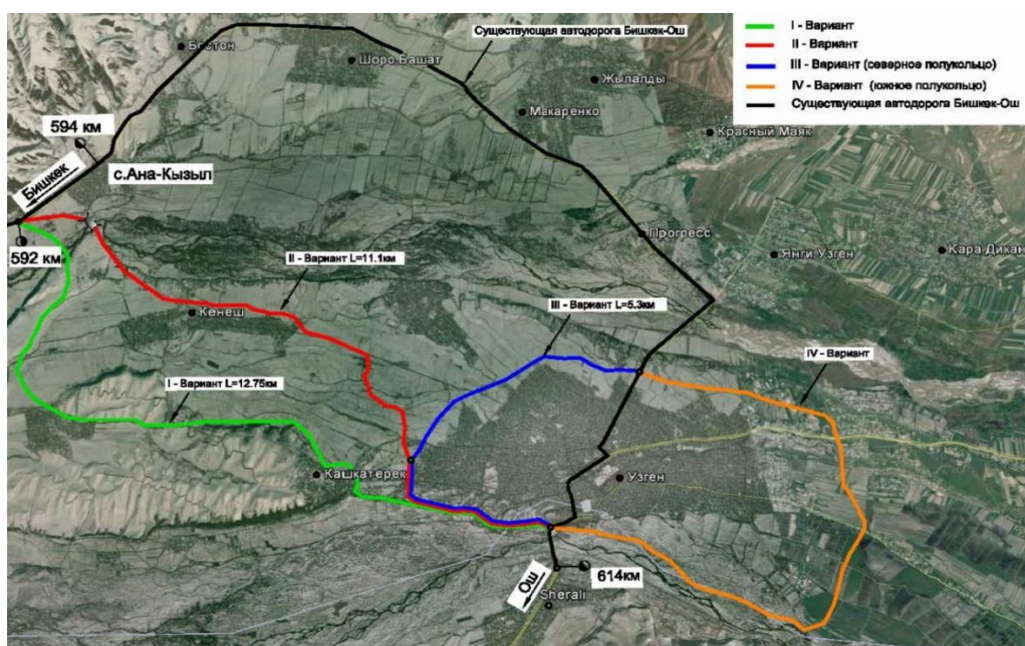 I - Вариант
II - Вариант
III - Вариант (северное полукольцо)
IV - Вариант (южное полукольцо)
Существующая автодорога Бишкек-Ош
Существующая автодорога Бишкек-Ош
Шоро Башат
Жылалды
Макаренко
594 км
Красный Маяк
Бишкек
с.Ана-Кызыл
Прогресс
592 км
Янги Узген
Кара Дикан
II - Вариант L=11.1км
Кенеш
III - Вариант L=5.3км
IV - Вариант
I - Вариант L=12.75км
Кашкатерек
Узген
Ош
614км
Sherali